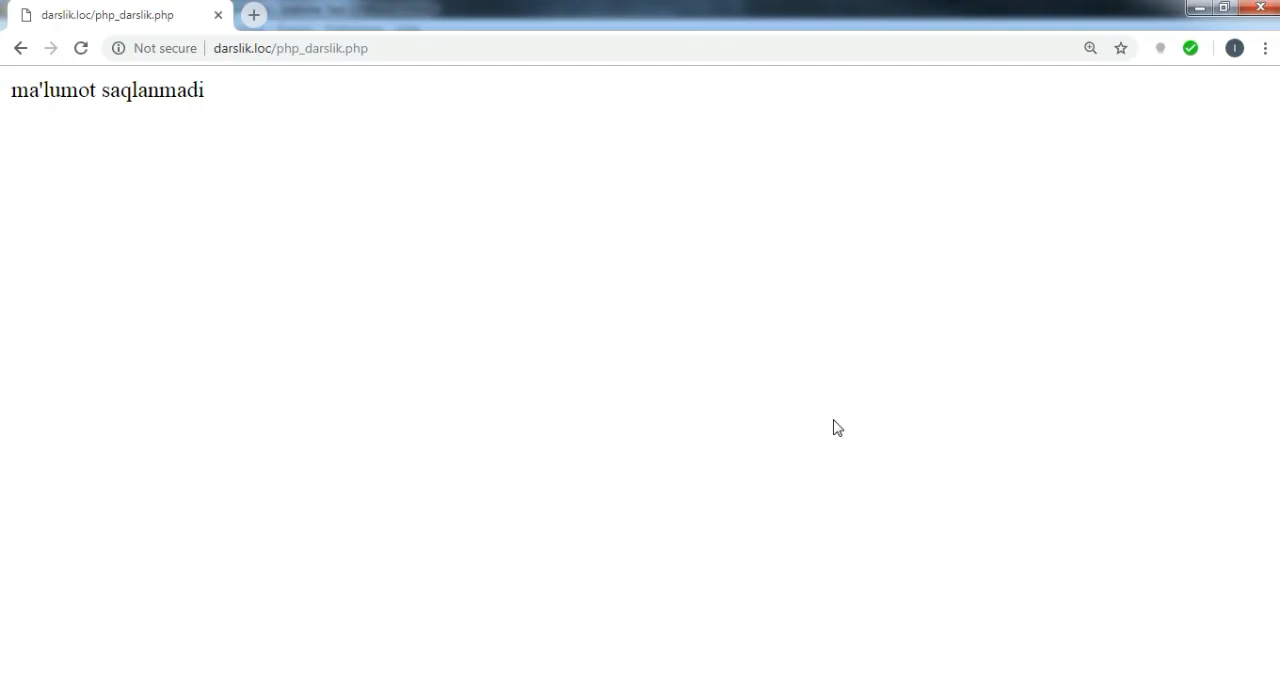 darslik.loc/php_darslik.php
Not secure
darslik.loc/php_darslik.php
I
ma'lumot saqlanmadi